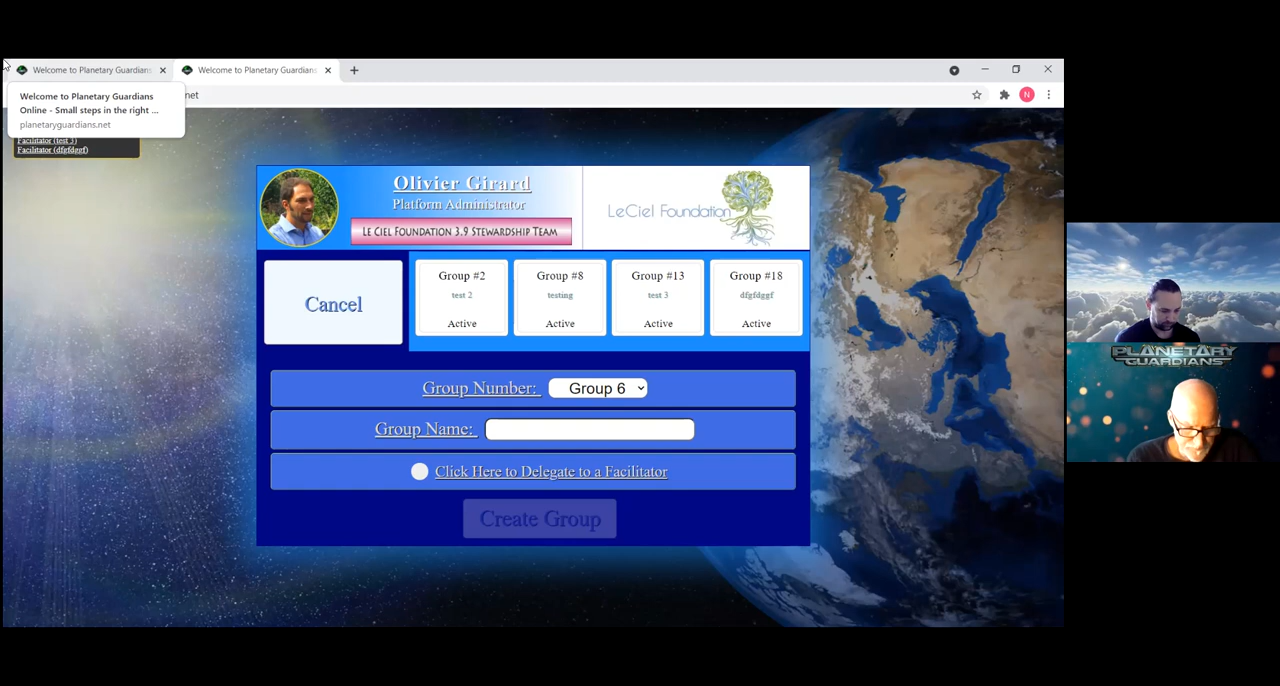 Welcome to Planetary Guardians
Welcome to Planetary Guardians
net
Welcome to Planetary Guardians
Online - Small steps in the right ...
planetaryguardians.net
Facilitator (test 3)
Facilitator (dfgfdggf)
N
Olivier Girard
Platform Administrator
LE CIEL FOUNDATION 3.9 STEWARDSHIP TEAM
LeCiel Foundation
Cancel
Group #2
test 2
Active
Group #8
testing
Active
Group #13
test 3
Active
Group #18
dfgfdggf
Active
Group Number: Group 6
Group Name:
Click Here to Delegate to a Facilitator
Create Group
PLANETARY
GUARDIANS